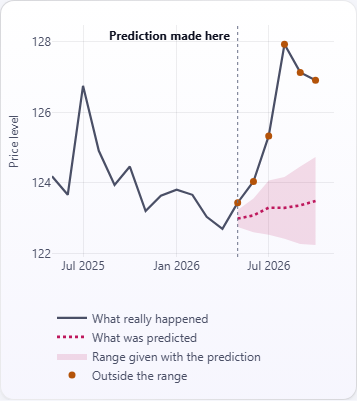 Prediction made here
128
126
124
122
Price level
Jul 2025
Jan 2026
Jul 2026
What really happened
What was predicted
Range given with the prediction
Outside the range